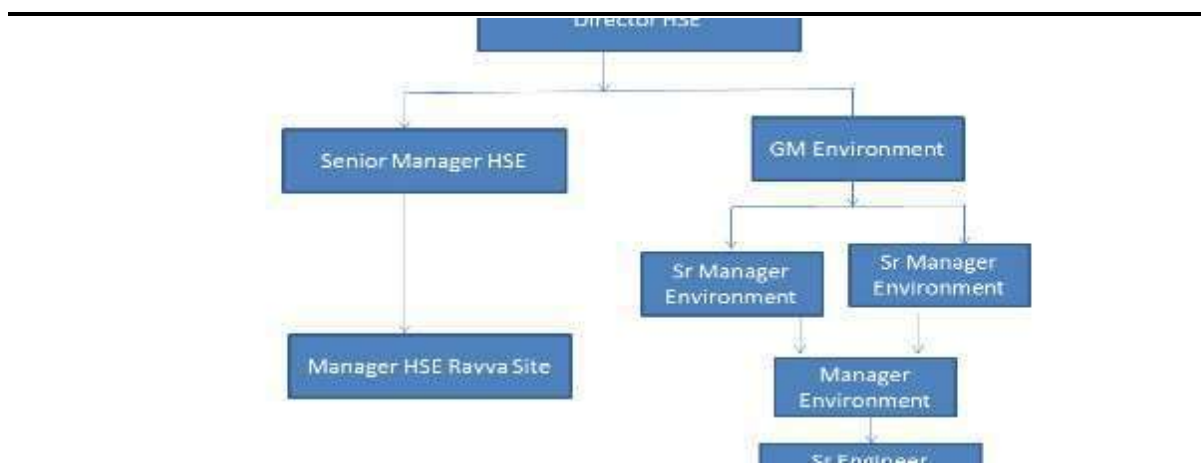 Director HSE
Senior Manager HSE
GM Environment
Sr Manager
Environment
Sr Manager
Environment
Manager HSE Ravva Site
Manager
Environment
Sr Engineer